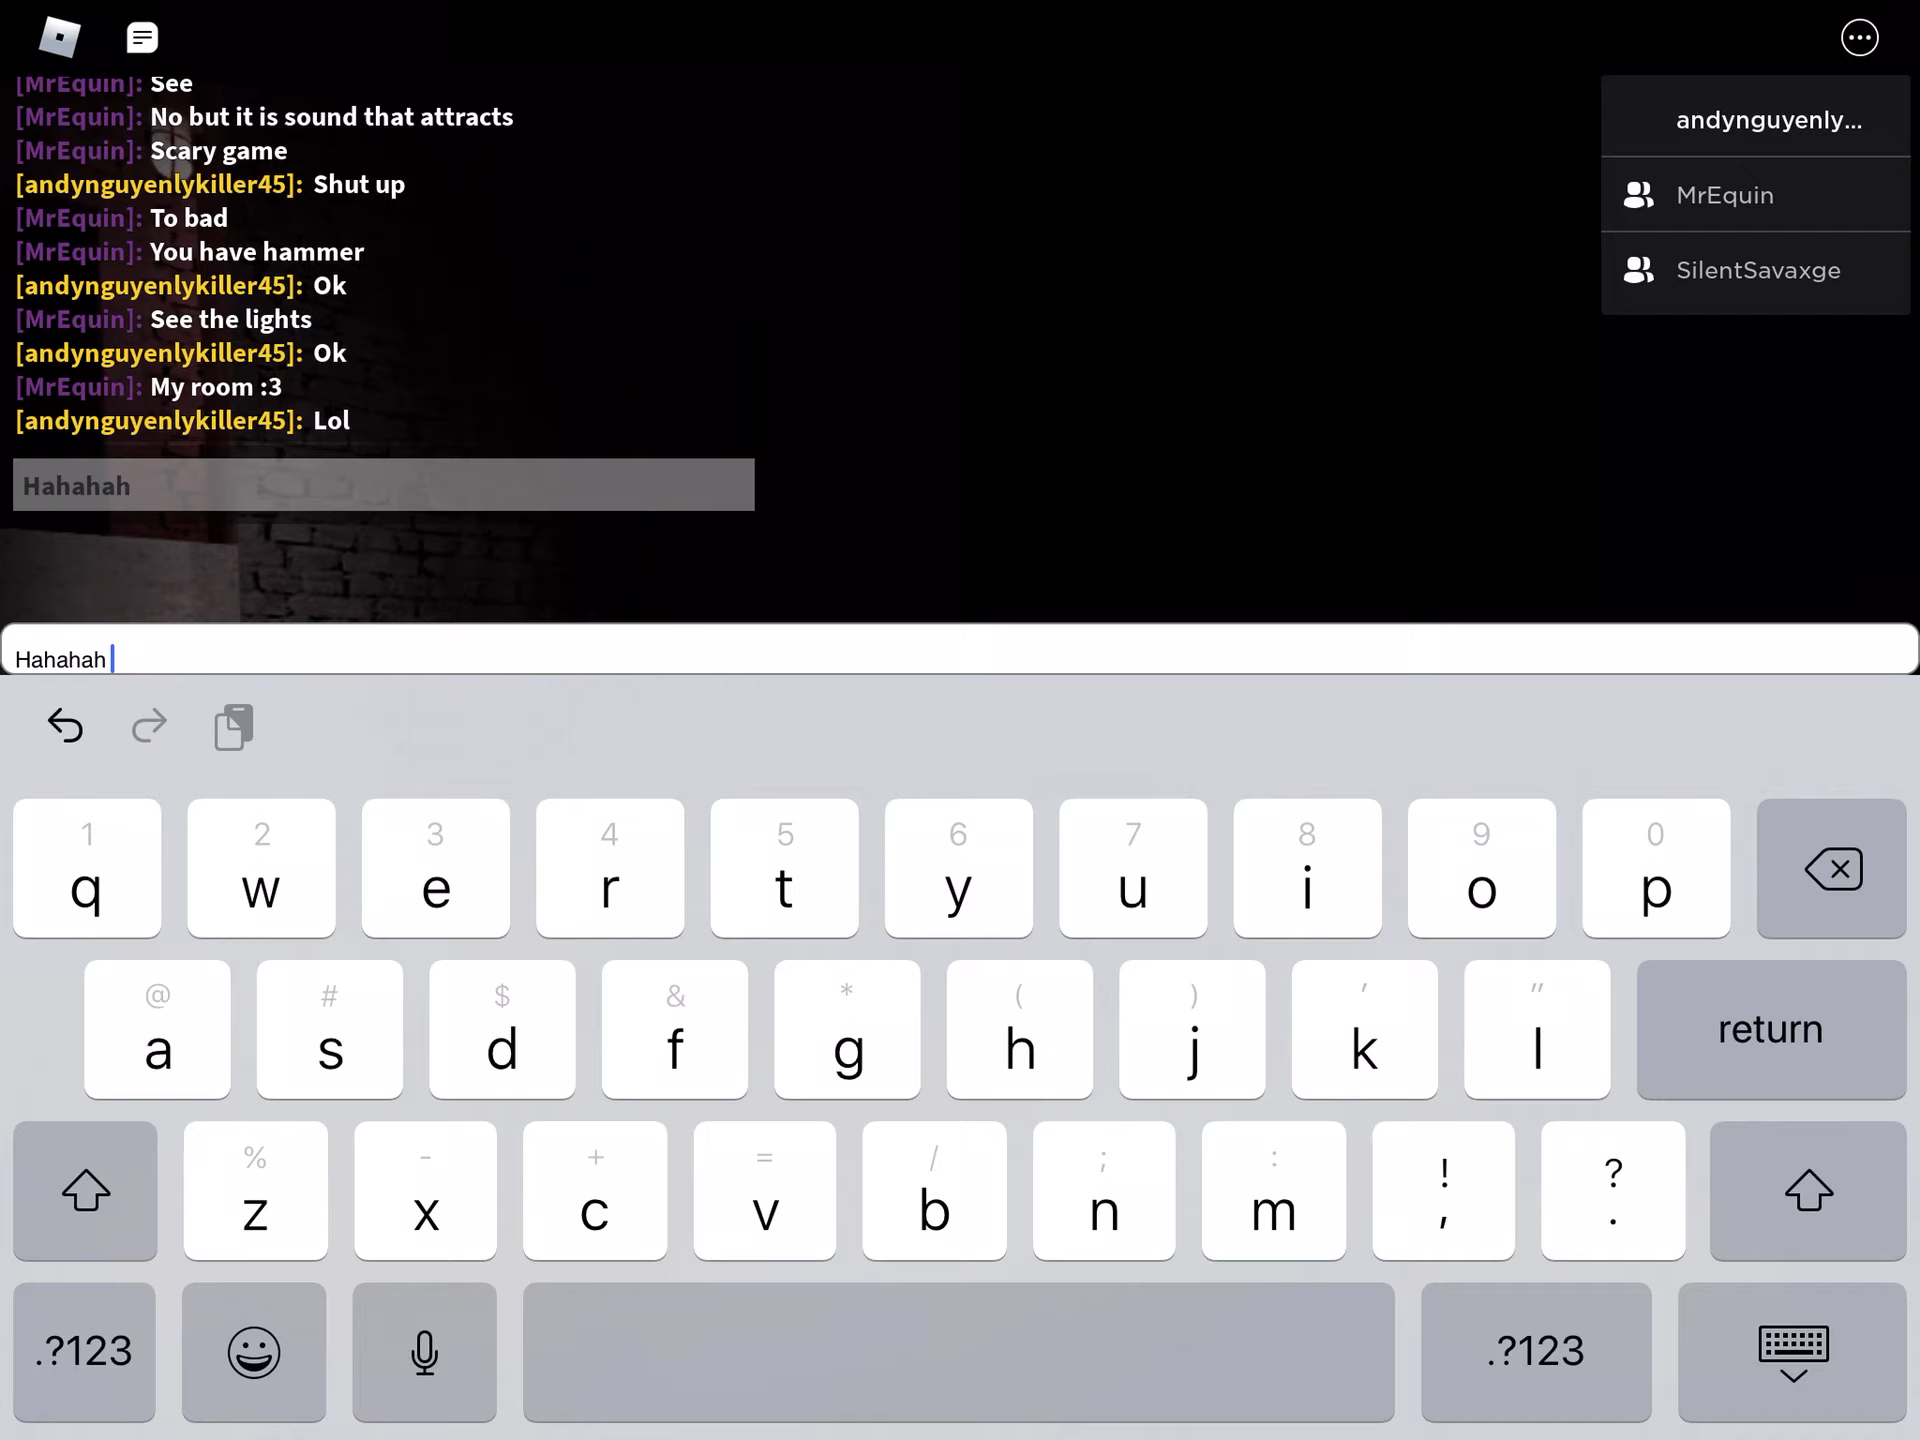 [MrEquin]: See
[MrEquin]: No but it is sound that attracts
[MrEquin]: Scary game
[andynguyenlykiller45]: Shut up
[MrEquin]: To bad
[MrEquin]: You have hammer
[andynguyenlykiller45]: Ok
[MrEquin]: See the lights
[andynguyenlykiller45]: Ok
[MrEquin]: My room :3
[andynguyenlykiller45]: Lol
Hahahah
andynguyenly...
MrEquin
SilentSavaxge
Hahahah
1 2 3 4 5 6 7 8 9 0
q w e r t y u i o p
@ # $ & * ( ) ' "
a s d f g h j k l return
% - + = / ; : ! ?
z x c v b n m , .
.?123 .?123